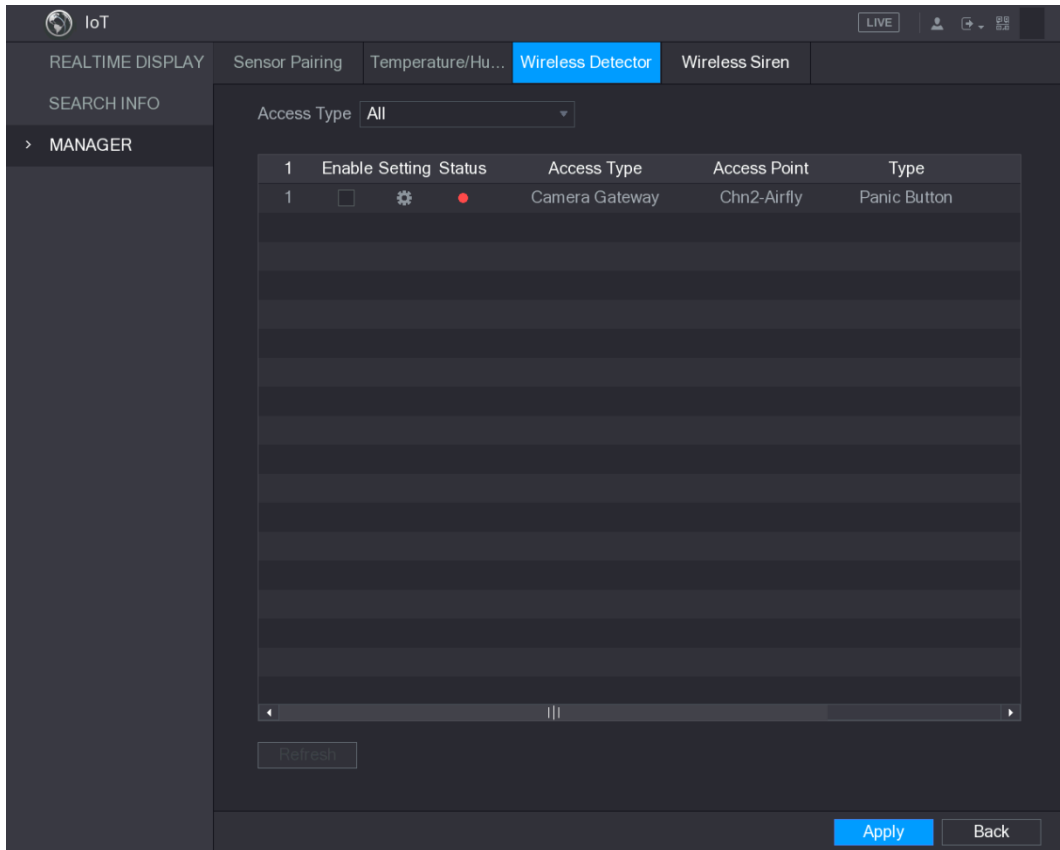 IoT
LIVE
REALTIME DISPLAY
SEARCH INFO
MANAGER
Sensor Pairing
Temperature/Hu...
Wireless Detector
Wireless Siren
Access Type All
1 Enable Setting Status Access Type Access Point Type
1 Camera Gateway Chn2-Airfly Panic Button
Refresh
Apply Back